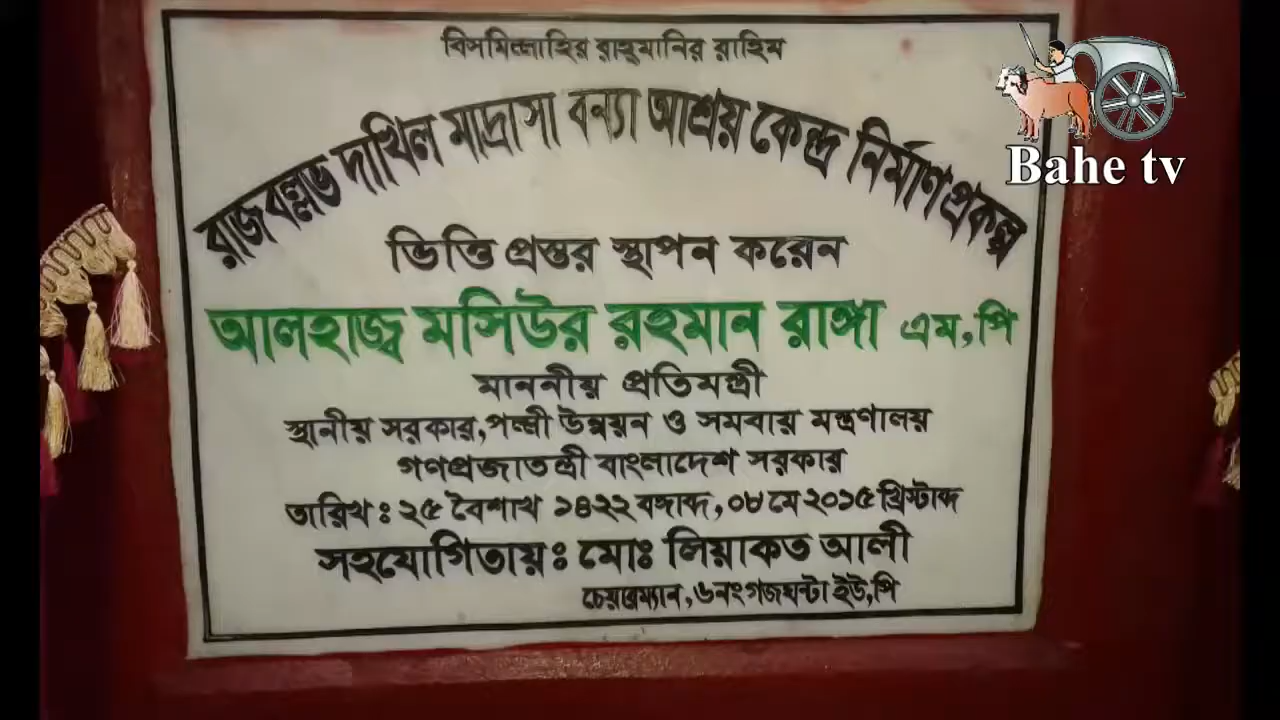 বিসমিল্লাহির রাহমানির রাহিম
রাজবল্লভ দাখিল মাদ্রাসা বন্যা আশ্রয় কেন্দ্র নির্মাণ প্রকল্প
ভিত্তি প্রস্তর স্থাপন করেন
আলহাজ্ব মসিউর রহমান রাঙ্গা এম,পি
মাননীয় প্রতিমন্ত্রী
স্থানীয় সরকার,পল্লী উন্নয়ন ও সমবায় মন্ত্রণালয়
গণপ্রজাতন্ত্রী বাংলাদেশ সরকার
তারিখ ঃ ২৫ বৈশাখ ১৪২২ বঙ্গাব্দ, ০৮ মে ২০১৫ খ্রিস্টাব্দ
সহযোগিতায় ঃ মোঃ লিয়াকত আলী
চেয়ারম্যান, ৬নং গজঘন্টা ইউ,পি
Bahe tv